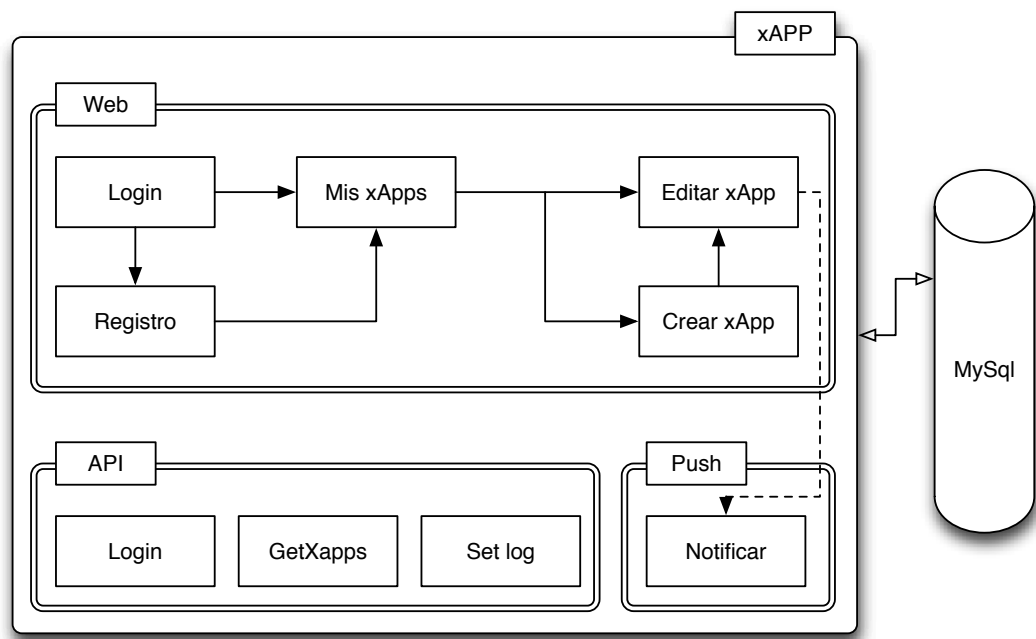 xAPP
Web
Login
Mis xApps
Editar xApp
Registro
Crear xApp
MySql
API
Push
Login
GetXapps
Set log
Notificar